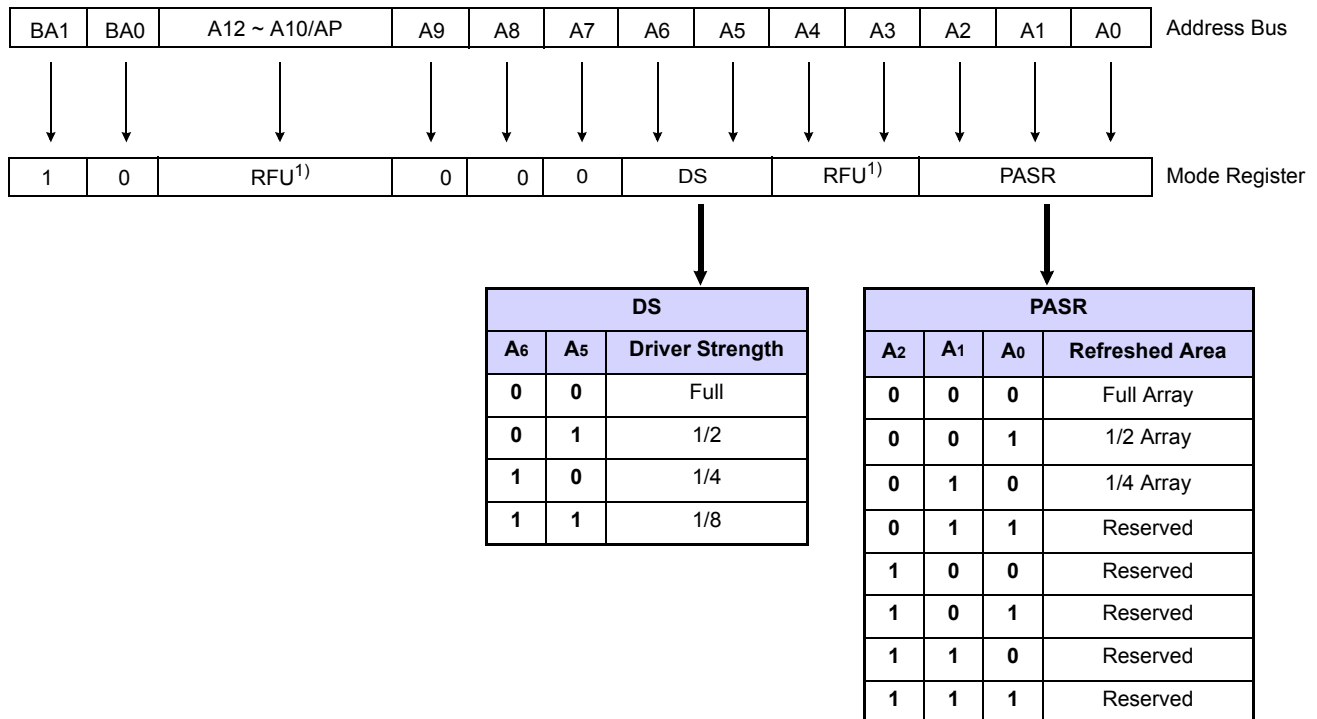 BA1 BA0 A12 ~ A10/AP A9 A8 A7 A6 A5 A4 A3 A2 A1 A0 Address Bus
1 0 RFU1) 0 0 0 DS RFU1) PASR Mode Register
DS
A6 A5 Driver Strength
0 0 Full
0 1 1/2
1 0 1/4
1 1 1/8
PASR
A2 A1 A0 Refreshed Area
0 0 0 Full Array
0 0 1 1/2 Array
0 1 0 1/4 Array
0 1 1 Reserved
1 0 0 Reserved
1 0 1 Reserved
1 1 0 Reserved
1 1 1 Reserved